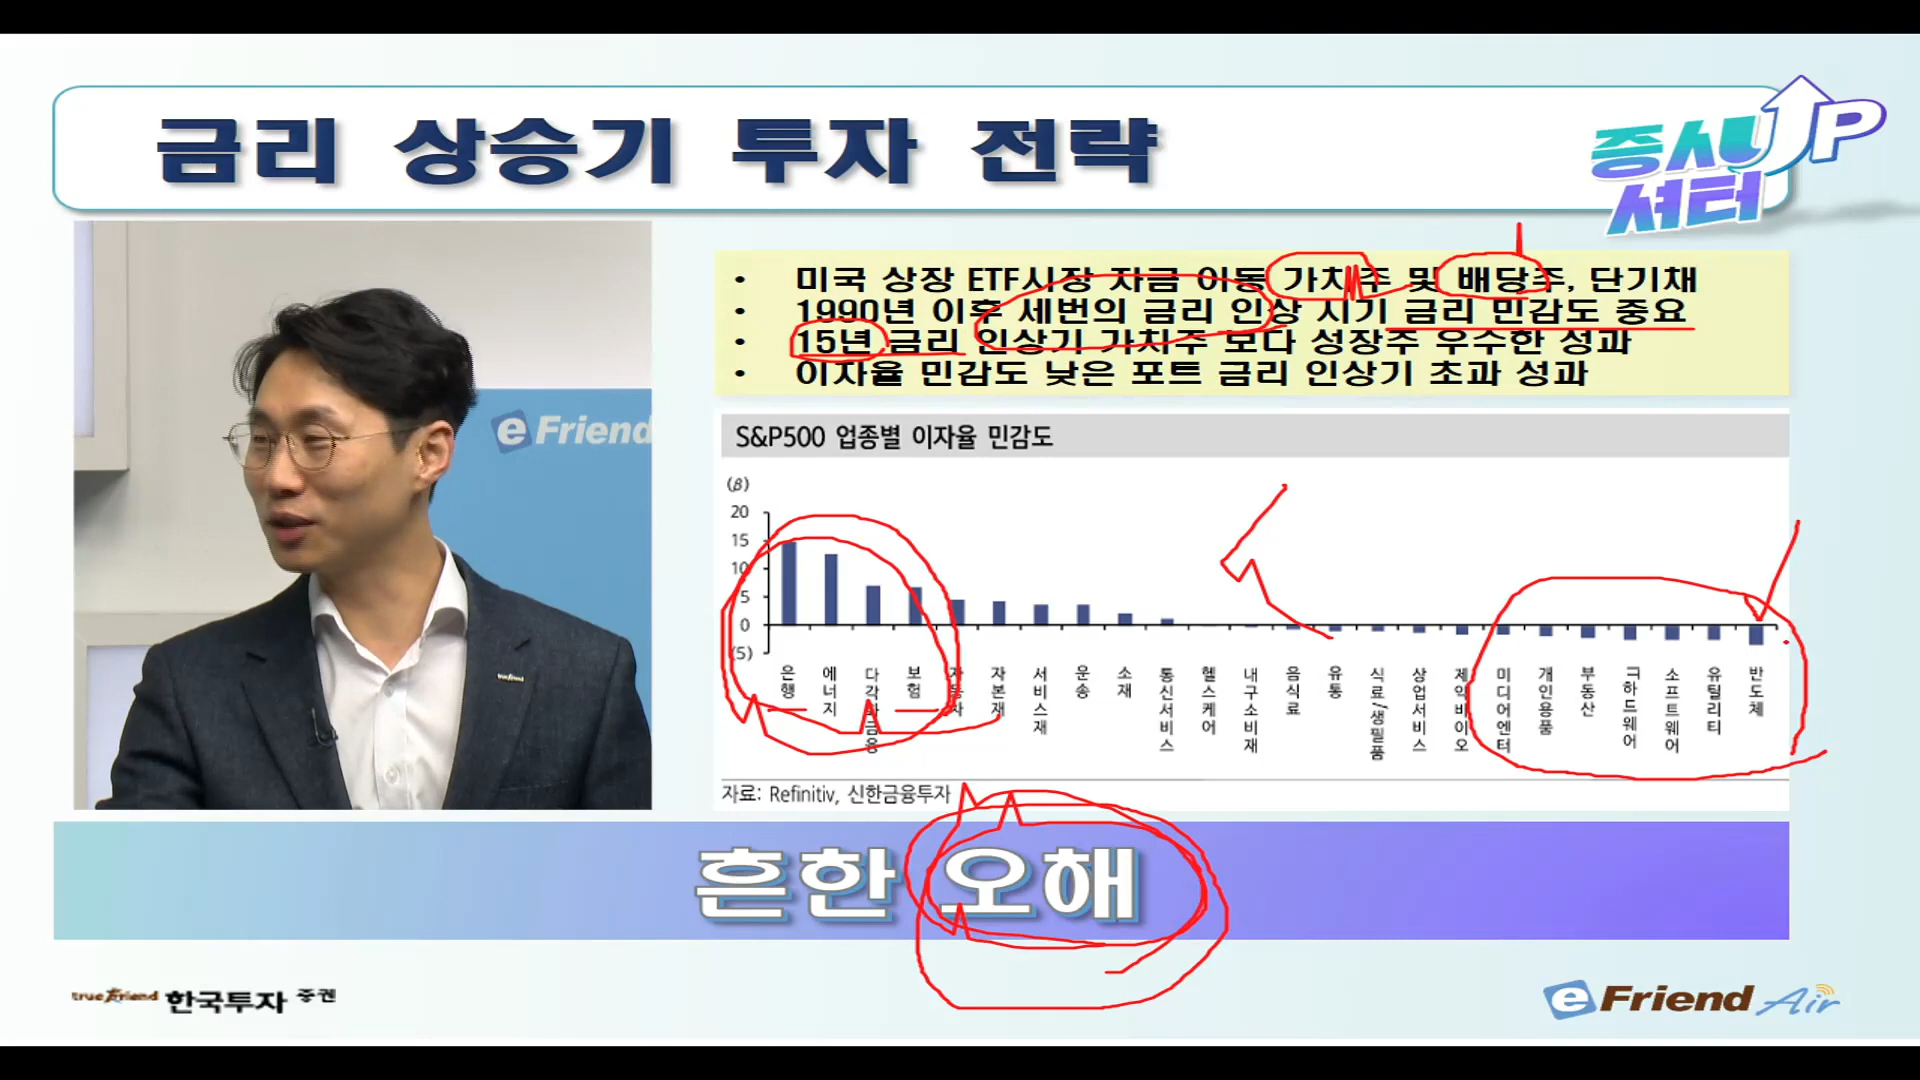 금리 상승기 투자 전략
증시UP
셔터
• 미국 상장 ETF시장 자금 이동 가치주 및 배당주, 단기채
• 1990년 이후 세번의 금리 인상 시기 금리 민감도 중요
• 15년 금리 인상기 가치주 보다 성장주 우수한 성과
• 이자율 민감도 낮은 포트 금리 인상기 초과 성과
e Friend
S&P500 업종별 이자율 민감도
(β)
20
15
10
5
0
(5)
은행
에너지
다각화금융
보험
자동차
자본재
서비스재
운송
소재
통신서비스
헬스케어
내구소비재
음식료
유통
식료/생필품
상업서비스
제약바이오
미디어엔터
개인용품
부동산
하드웨어
소프트웨어
유틸리티
반도체
자료: Refinitiv, 신한금융투자
흔한 오해
true Friend 한국투자증권
e Friend Air